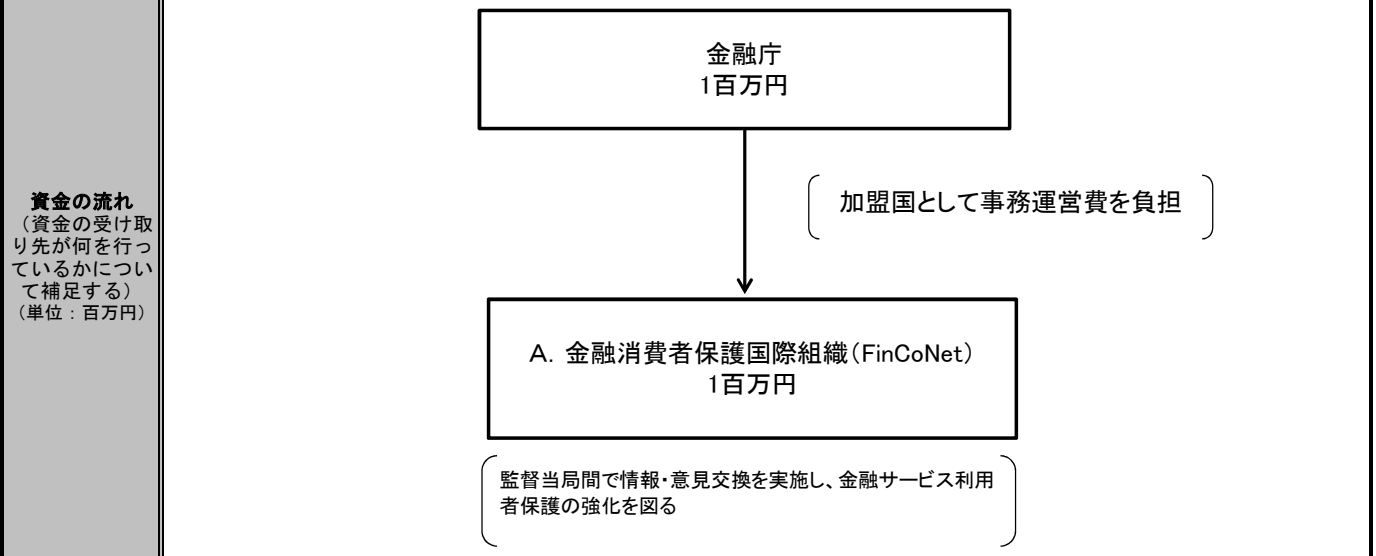 資金の流れ
（資金の受け取
り先が何を行っ
ているかについ
て補足する）
（単位：百万円）
金融庁
1百万円
加盟国として事務運営費を負担
A．金融消費者保護国際組織（FinCoNet）
1百万円
監督当局間で情報・意見交換を実施し、金融サービス利用
者保護の強化を図る